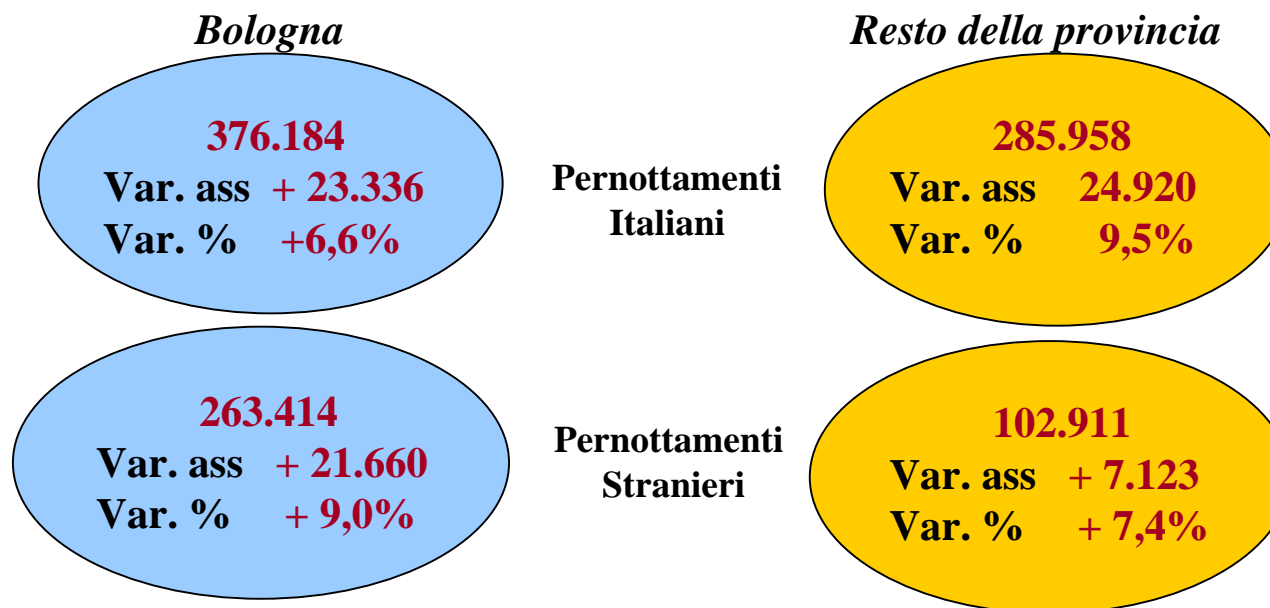 Bologna
Resto della provincia
376.184
Var. ass + 23.336
Var. % +6,6%
Pernottamenti
Italiani
285.958
Var. ass 24.920
Var. % 9,5%
263.414
Var. ass + 21.660
Var. % + 9,0%
Pernottamenti
Stranieri
102.911
Var. ass + 7.123
Var. % + 7,4%